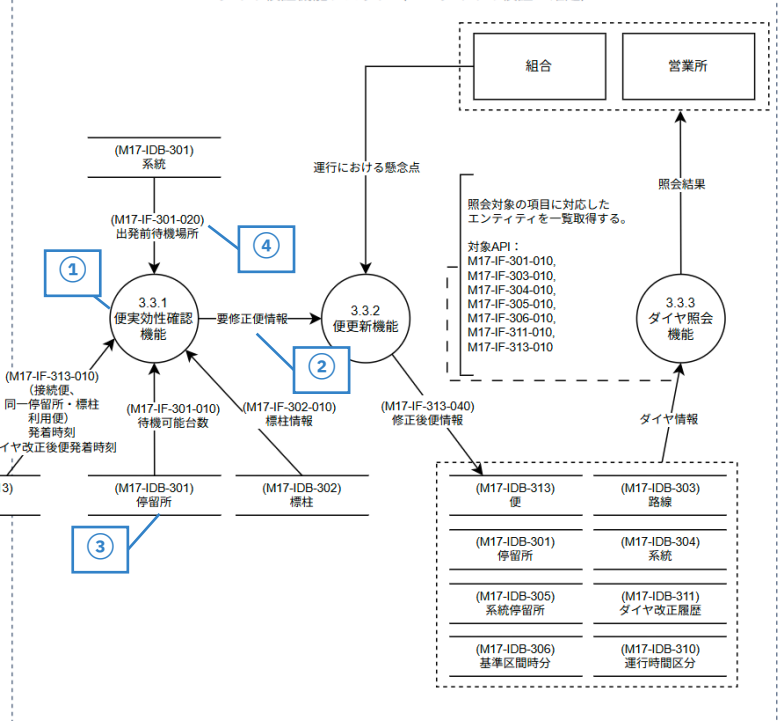 組合
営業所
(M17-IDB-301)
系統
運行における懸念点
照会結果
照会対象の項目に対応した
エンティティを一覧取得する。
対象API：
M17-IF-301-010,
M17-IF-303-010,
M17-IF-304-010,
M17-IF-305-010,
M17-IF-306-010,
M17-IF-311-010,
M17-IF-313-010
(M17-IF-301-020)
出発前待機場所
④
①
3.3.1
便実効性確認
機能
要修正便情報
②
3.3.2
便更新機能
3.3.3
ダイヤ照会
機能
(M17-IF-313-010)
（接続便、
同一停留所・標柱
利用便）
発着時刻
イヤ改正後便発着時刻
(M17-IF-301-010)
待機可能台数
(M17-IF-302-010)
標柱情報
(M17-IF-313-040)
修正後便情報
ダイヤ情報
3)
(M17-IDB-301)
停留所
(M17-IDB-302)
標柱
③
(M17-IDB-313)
便
(M17-IDB-303)
路線
(M17-IDB-301)
停留所
(M17-IDB-304)
系統
(M17-IDB-305)
系統停留所
(M17-IDB-311)
ダイヤ改正履歴
(M17-IDB-306)
基準区間時分
(M17-IDB-310)
運行時間区分